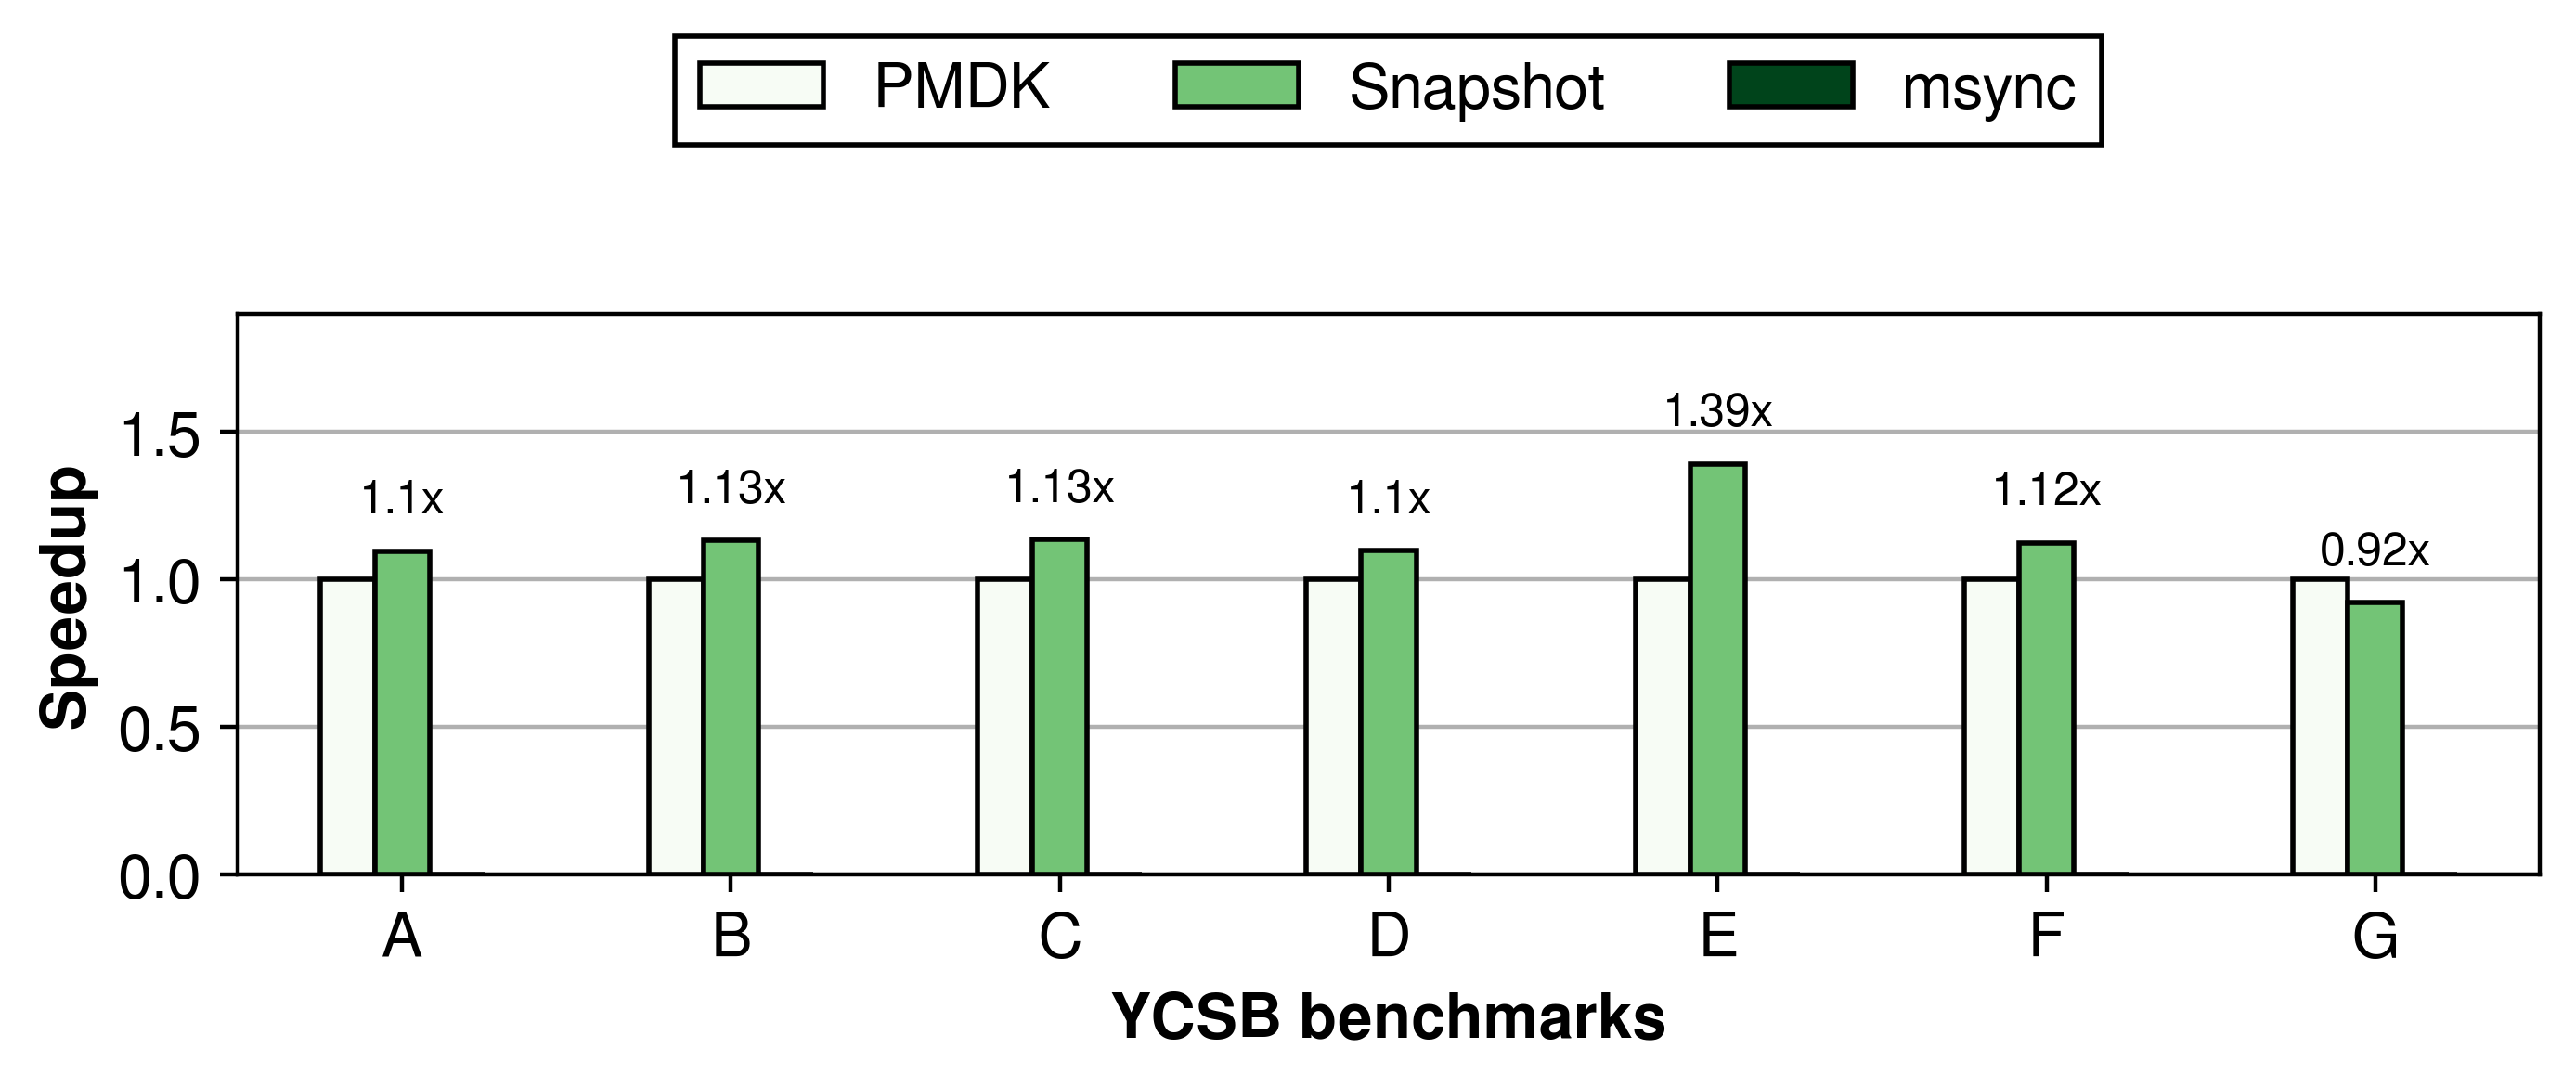 PMDK Snapshot msync
1.5
1.0
0.5
0.0
Speedup
1.1x 1.13x 1.13x 1.1x 1.39x 1.12x 0.92x
A B C D E F G
YCSB benchmarks